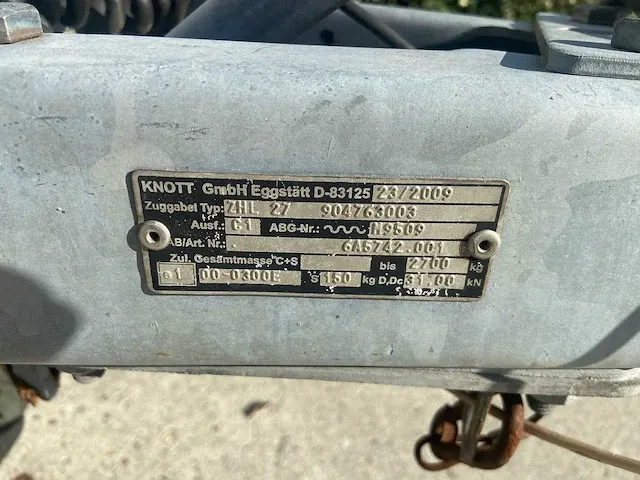 KNOTT GmbH Eggstätt D-83125 23/2009
Zuggabel Typ: ZHL 27 904763003
Ausf.: C1 ABG-Nr.: N9509
AB/Art. Nr.: 6A5742.001
Zul. Gesamtmasse C+S bis 2700 kg
e1 00-0300E S 150 kg D,Dc 31.00 kN